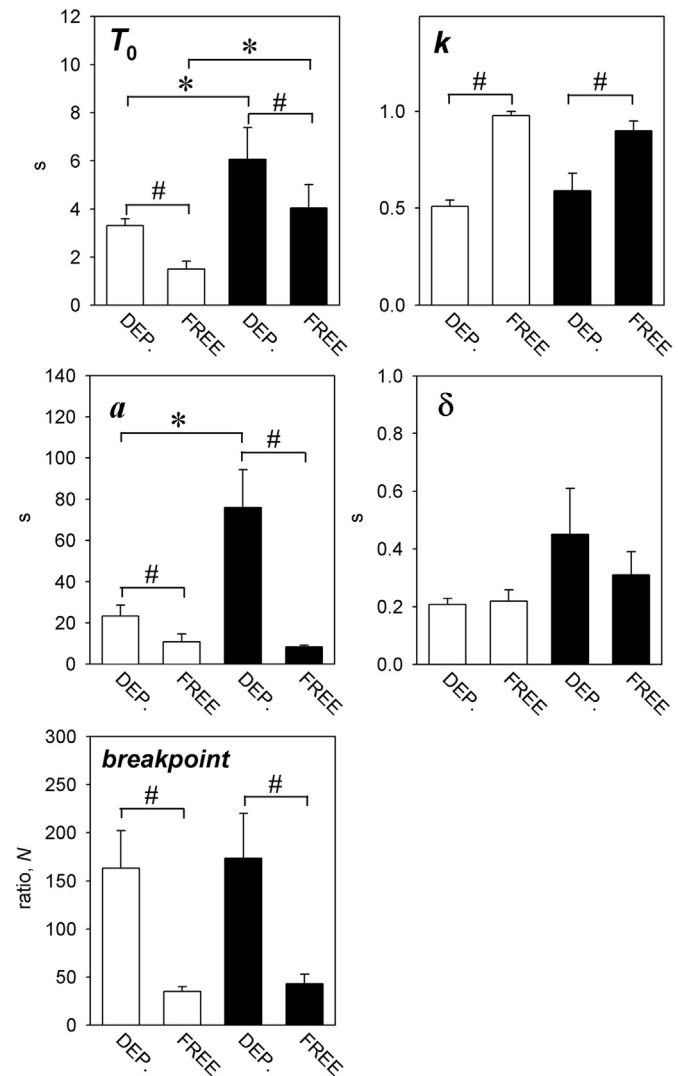 T0
12
10
8
6
4
2
0
s
*
*
#
#
DEP.
FREE
DEP.
FREE
k
1.0
0.5
0.0
#
#
DEP.
FREE
DEP.
FREE
a
140
120
100
80
60
40
20
0
s
*
#
#
DEP.
FREE
DEP.
FREE
δ
1.0
0.8
0.6
0.4
0.2
0.0
s
DEP.
FREE
DEP.
FREE
breakpoint
300
250
200
150
100
50
0
ratio, N
#
#
DEP.
FREE
DEP.
FREE